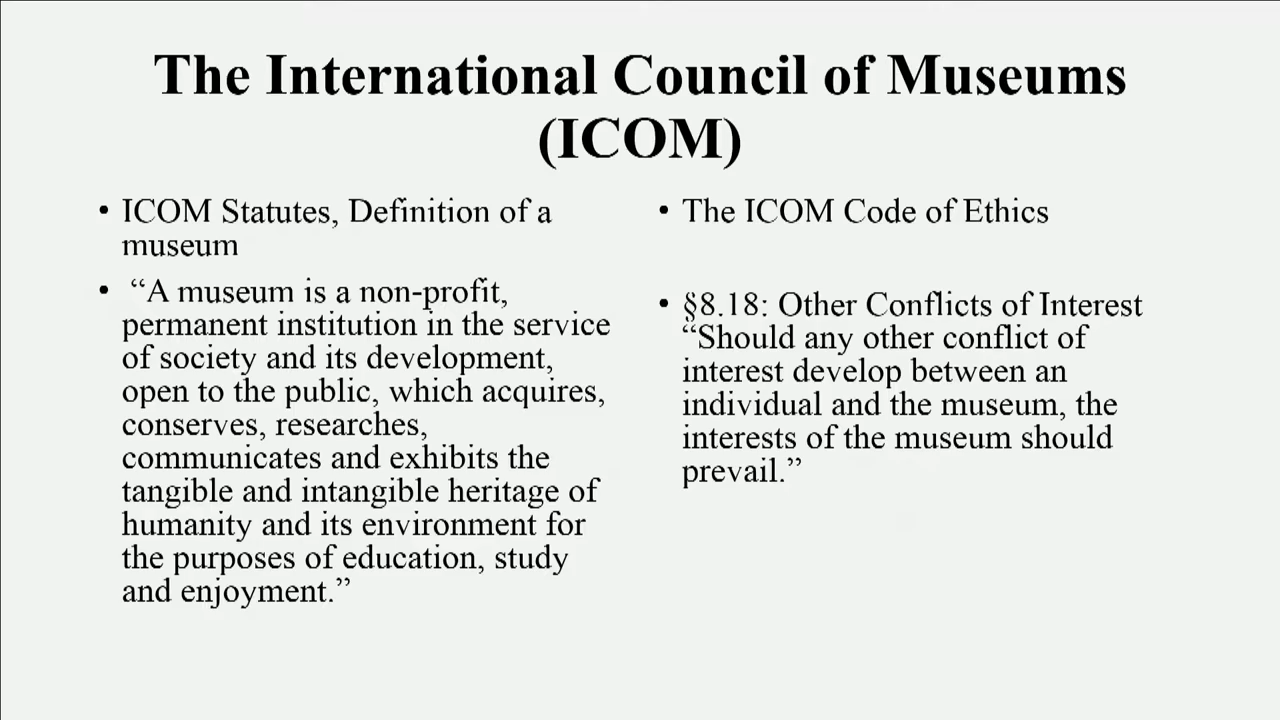 The International Council of Museums
(ICOM)
• ICOM Statutes, Definition of a
museum
• “A museum is a non-profit,
permanent institution in the service
of society and its development,
open to the public, which acquires,
conserves, researches,
communicates and exhibits the
tangible and intangible heritage of
humanity and its environment for
the purposes of education, study
and enjoyment.”
• The ICOM Code of Ethics
• §8.18: Other Conflicts of Interest
“Should any other conflict of
interest develop between an
individual and the museum, the
interests of the museum should
prevail.”